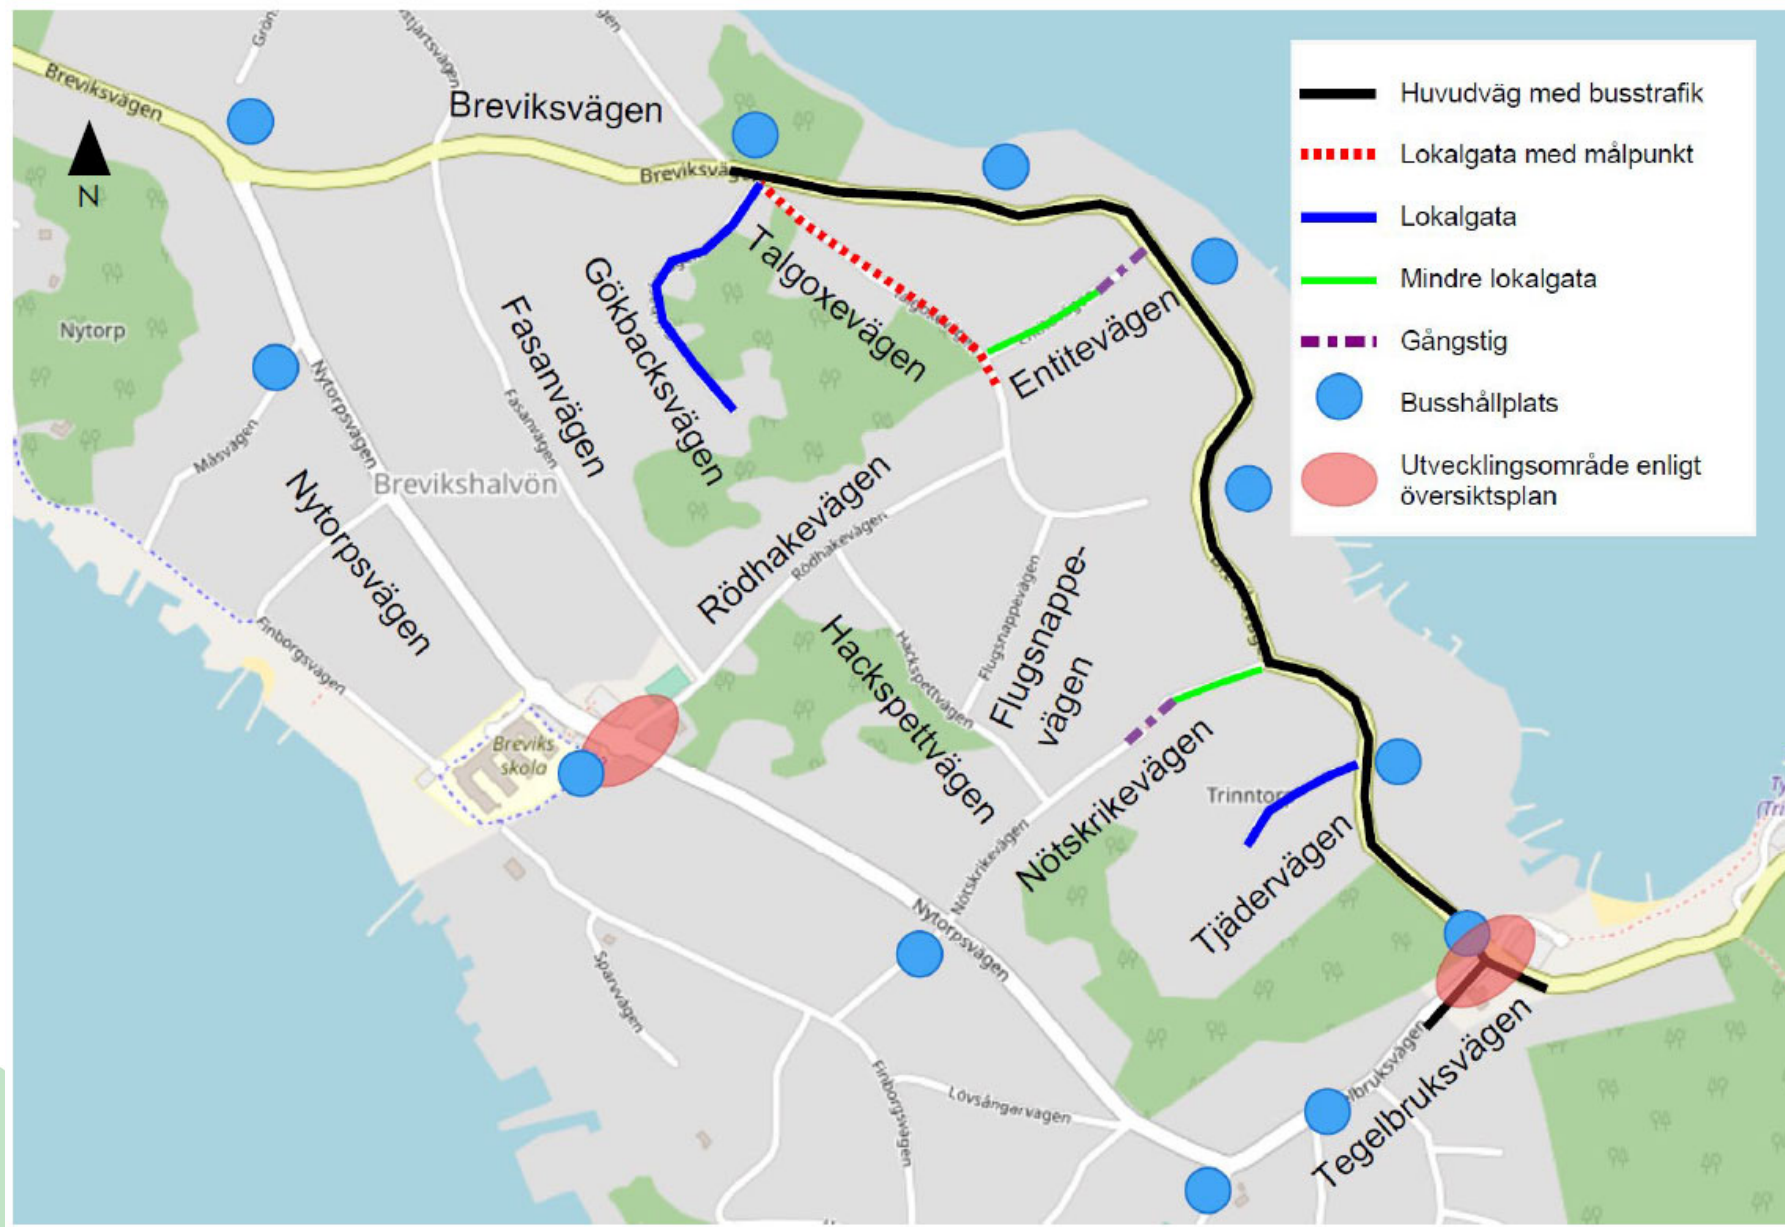 Breviksvägen
Breviksvägen
N
Nytorp
Talgoxevägen
Gökbacksvägen
Fasanvägen
Fasanvägen
Entitevägen
Nytorpsvägen
Måsvägen
Brevikshalvön
Nytorpsvägen
Rödhakevägen
Rödhakevägen
Finborgsvägen
Hackspettvägen
Hackspettvägen
Flugsnappevägen
Flugsnappe-
vägen
Breviks
skola
Nötskrikevägen
Nötskrikevägen
Tjädervägen
Nytorpsvägen
Sparvvägen
Finborgsvägen
Lövsångarvägen
Tegelbruksvägen
Huvudväg med busstrafik
Lokalgata med målpunkt
Lokalgata
Mindre lokalgata
Gångstig
Busshållplats
Utvecklingsområde enligt
översiktsplan